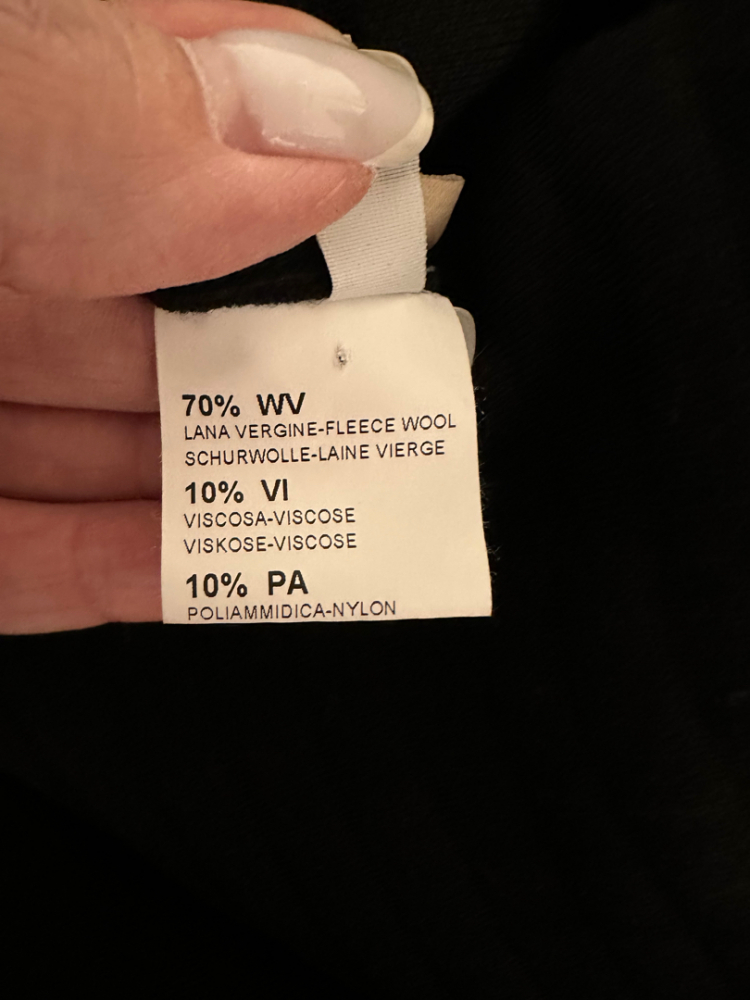 70% WV
LANA VERGINE-FLEECE WOOL
SCHURWOLLE-LAINE VIERGE
10% VI
VISCOSA-VISCOSE
VISKOSE-VISCOSE
10% PA
POLIAMMIDICA-NYLON